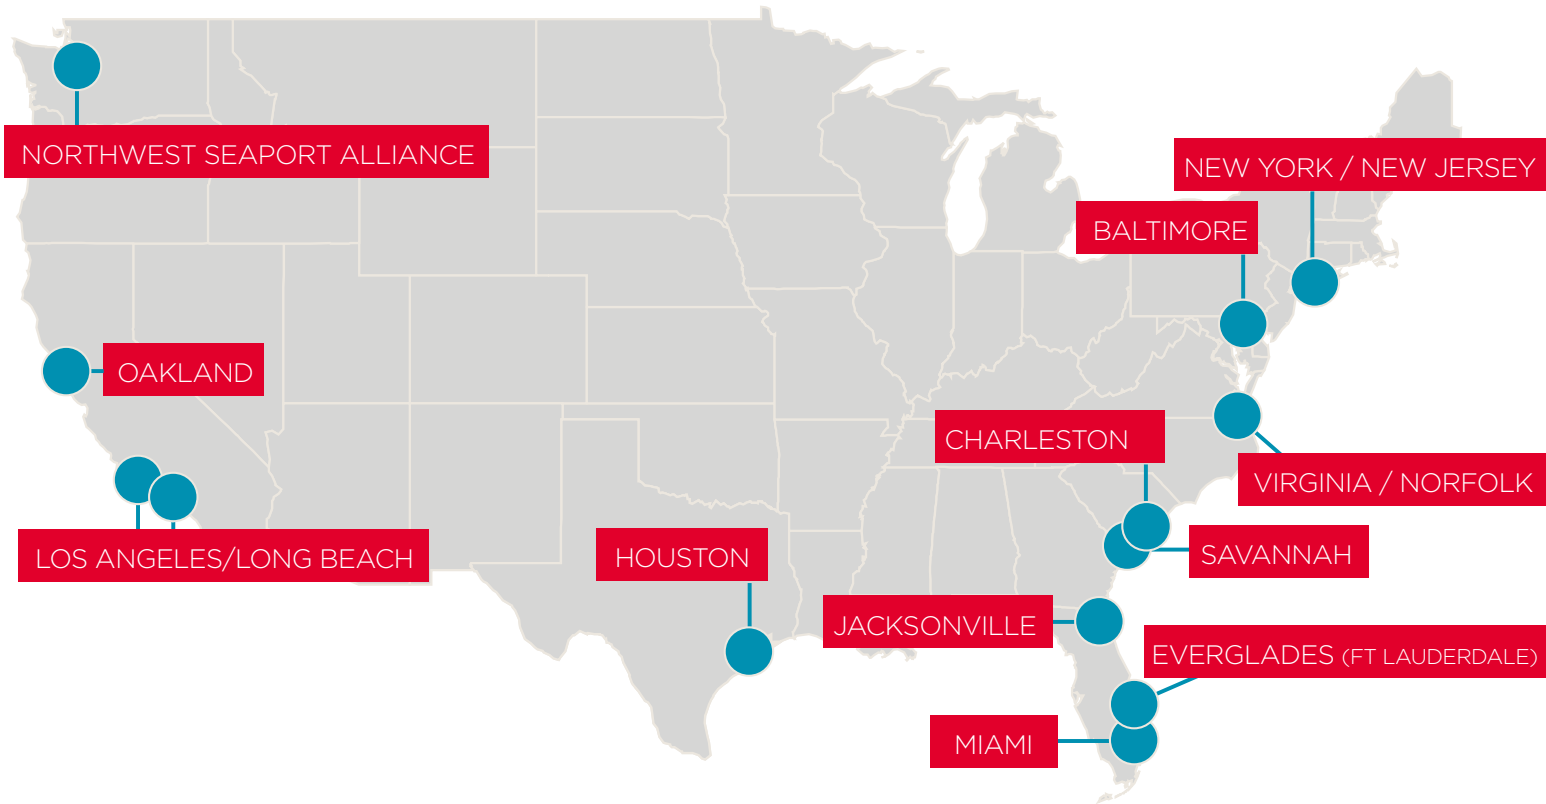 NORTHWEST SEAPORT ALLIANCE
NEW YORK / NEW JERSEY
BALTIMORE
OAKLAND
CHARLESTON
VIRGINIA / NORFOLK
LOS ANGELES/LONG BEACH
HOUSTON
SAVANNAH
JACKSONVILLE
EVERGLADES (FT LAUDERDALE)
MIAMI